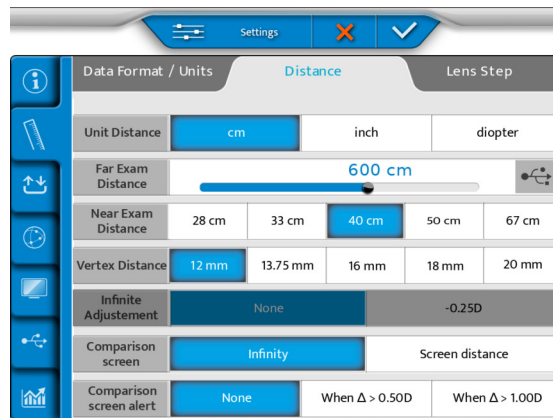 Settings
Data Format / Units Distance Lens Step
Unit Distance cm inch diopter
Far Exam
Distance
600 cm
Near Exam
Distance
28 cm 33 cm 40 cm 50 cm 67 cm
Vertex Distance 12 mm 13.75 mm 16 mm 18 mm 20 mm
Infinite
Adjustement
None -0.25D
Comparison
screen
Infinity Screen distance
Comparison
screen alert
None When Δ > 0.50D When Δ > 1.00D